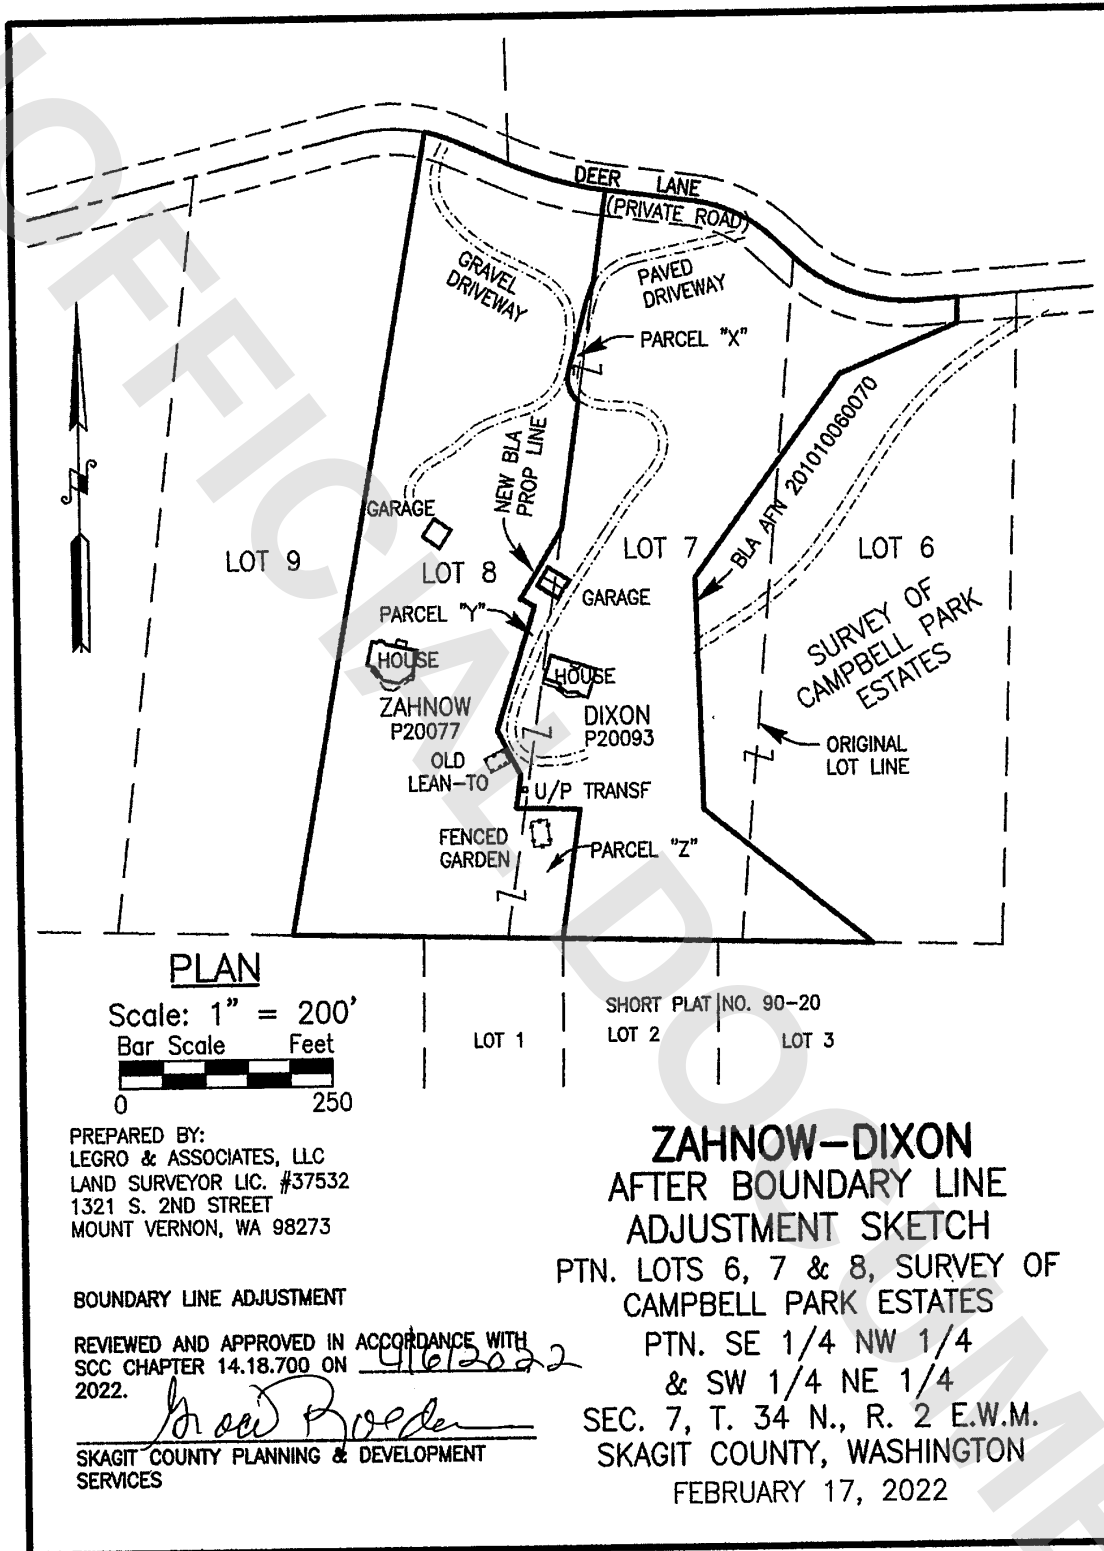 DEER LANE
(PRIVATE ROAD)
GRAVEL
DRIVEWAY
PAVED
DRIVEWAY
PARCEL "X"
NEW BLA
PROP LINE
BLA AFN 201010060070
GARAGE
LOT 9
LOT 8
LOT 7
LOT 6
GARAGE
PARCEL "Y"
SURVEY OF
CAMPBELL PARK
ESTATES
HOUSE
HOUSE
ZAHNOW
P20077
DIXON
P20093
OLD
LEAN-TO
ORIGINAL
LOT LINE
U/P TRANSF
FENCED
GARDEN
PARCEL "Z"
PLAN
Scale: 1" = 200'
Bar Scale Feet
0 250
SHORT PLAT NO. 90-20
LOT 1
LOT 2
LOT 3
PREPARED BY:
LEGRO & ASSOCIATES, LLC
LAND SURVEYOR LIC. #37532
1321 S. 2ND STREET
MOUNT VERNON, WA 98273
BOUNDARY LINE ADJUSTMENT
REVIEWED AND APPROVED IN ACCORDANCE WITH
SCC CHAPTER 14.18.700 ON 4/6/2022
2022.
SKAGIT COUNTY PLANNING & DEVELOPMENT
SERVICES
ZAHNOW-DIXON
AFTER BOUNDARY LINE
ADJUSTMENT SKETCH
PTN. LOTS 6, 7 & 8, SURVEY OF
CAMPBELL PARK ESTATES
PTN. SE 1/4 NW 1/4
& SW 1/4 NE 1/4
SEC. 7, T. 34 N., R. 2 E.W.M.
SKAGIT COUNTY, WASHINGTON
FEBRUARY 17, 2022
OFFICIAL DOCUME